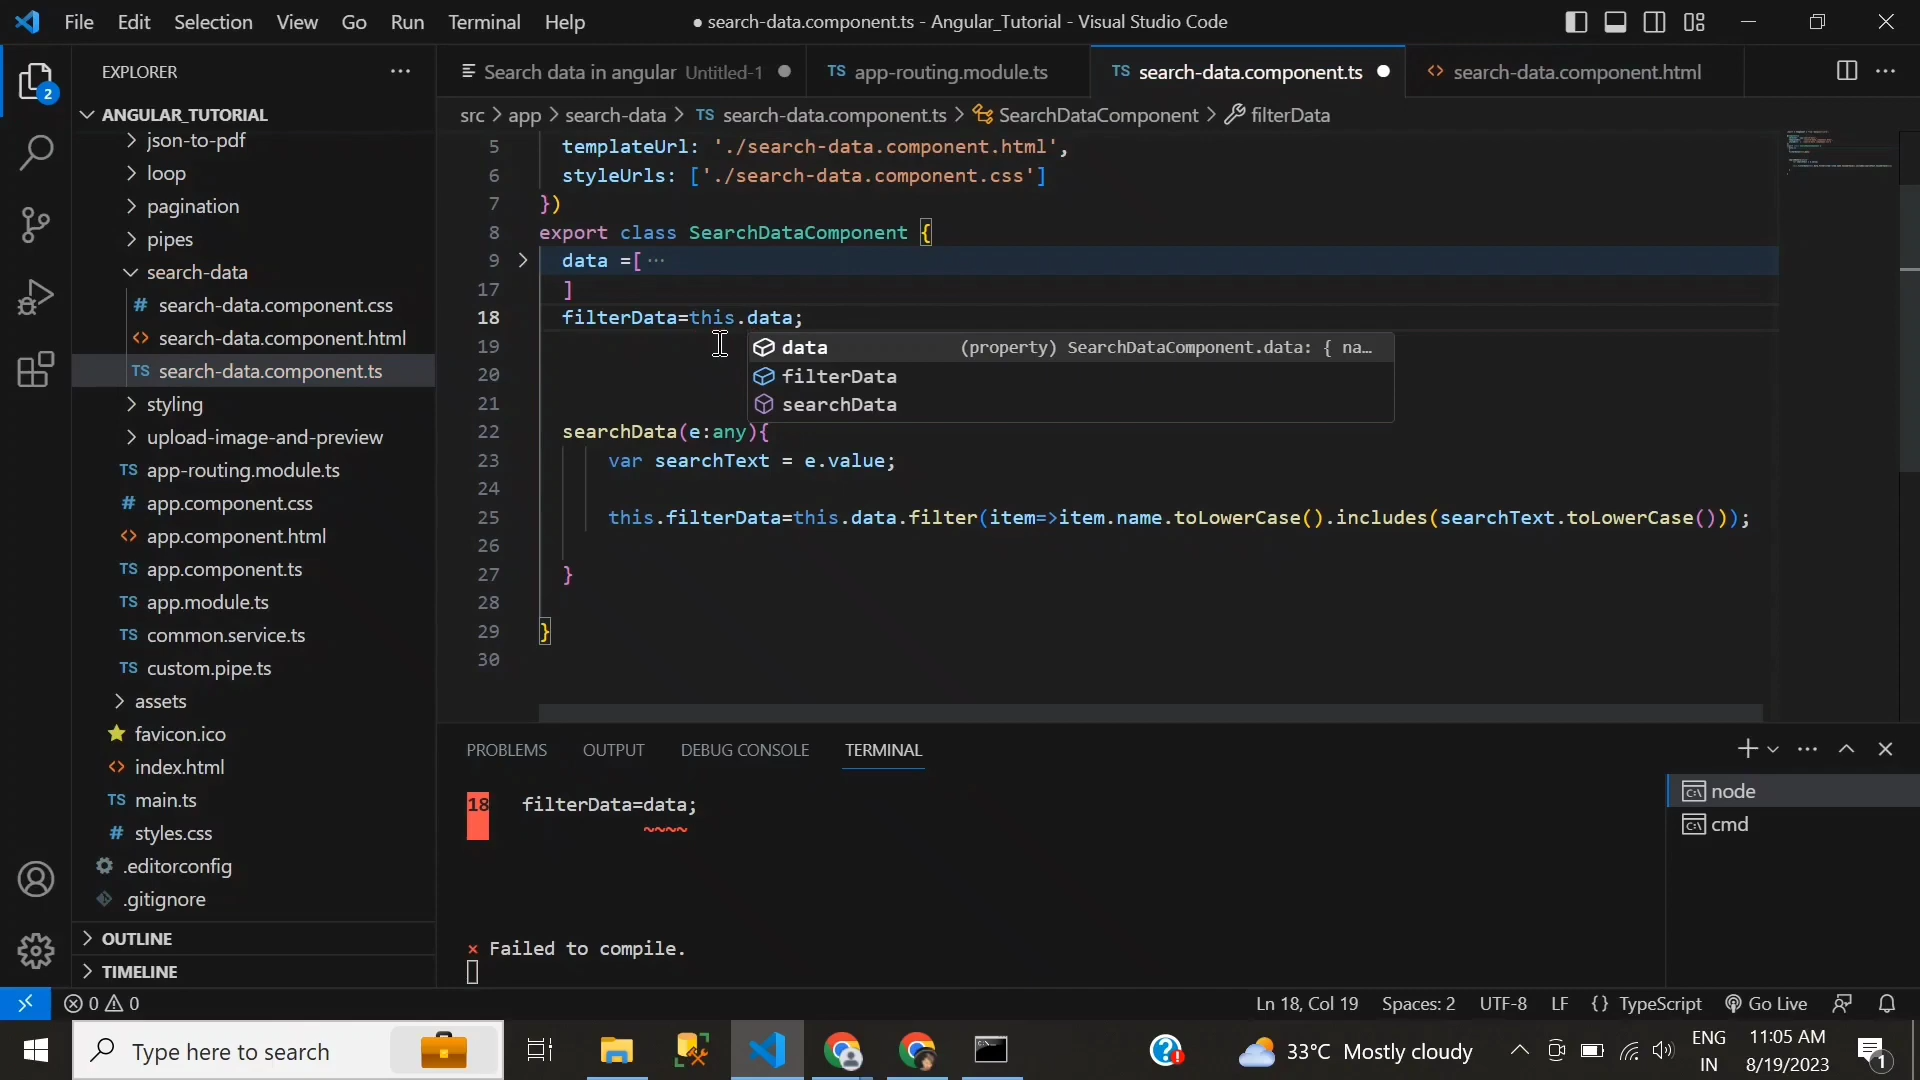 File Edit Selection View Go Run Terminal Help
● search-data.component.ts - Angular_Tutorial - Visual Studio Code
EXPLORER
ANGULAR_TUTORIAL
json-to-pdf
loop
pagination
pipes
search-data
# search-data.component.css
<> search-data.component.html
TS search-data.component.ts
styling
upload-image-and-preview
TS app-routing.module.ts
# app.component.css
<> app.component.html
TS app.component.ts
TS app.module.ts
TS common.service.ts
TS custom.pipe.ts
assets
favicon.ico
<> index.html
TS main.ts
# styles.css
.editorconfig
.gitignore
OUTLINE
TIMELINE
2
Search data in angular Untitled-1 ●
TS app-routing.module.ts
TS search-data.component.ts ●
<> search-data.component.html
src > app > search-data > TS search-data.component.ts > SearchDataComponent > filterData
5 templateUrl: './search-data.component.html',
6 styleUrls: ['./search-data.component.css']
7 })
8 export class SearchDataComponent {
9 > data =[ ···
17 ]
18 filterData=this.data;
19
20
21
22 searchData(e:any){
23 var searchText = e.value;
24
25 this.filterData=this.data.filter(item=>item.name.toLowerCase().includes(searchText.toLowerCase()));
26
27 }
28
29 }
30
data (property) SearchDataComponent.data: { na…
filterData
searchData
PROBLEMS OUTPUT DEBUG CONSOLE TERMINAL
18 filterData=data;
~~~~
× Failed to compile.
node
cmd
0 0
Ln 18, Col 19 Spaces: 2 UTF-8 LF {} TypeScript Go Live
Type here to search
33°C Mostly cloudy
ENG
IN
11:05 AM
8/19/2023
1